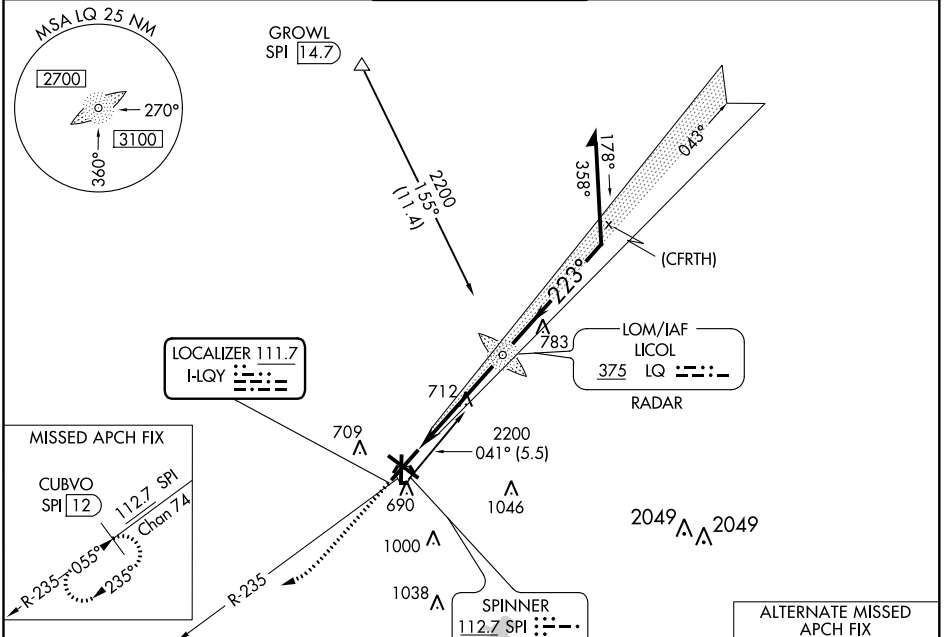 MSA LQ 25 NM
2700
270°
3100
360°
GROWL
SPI 14.7
2200
155°
(11.4)
178°
358°
043°
(CFRTH)
223°
783
LOM/IAF
LICOL
375 LQ
RADAR
LOCALIZER 111.7
I-LQY
712
709
2200
041° (5.5)
690
1046
1000
1038
2049
2049
R-235
MISSED APCH FIX
CUBVO
SPI 12
112.7 SPI
Chan 74
R-235
055°
235°
SPINNER
112.7 SPI
ALTERNATE MISSED
APCH FIX